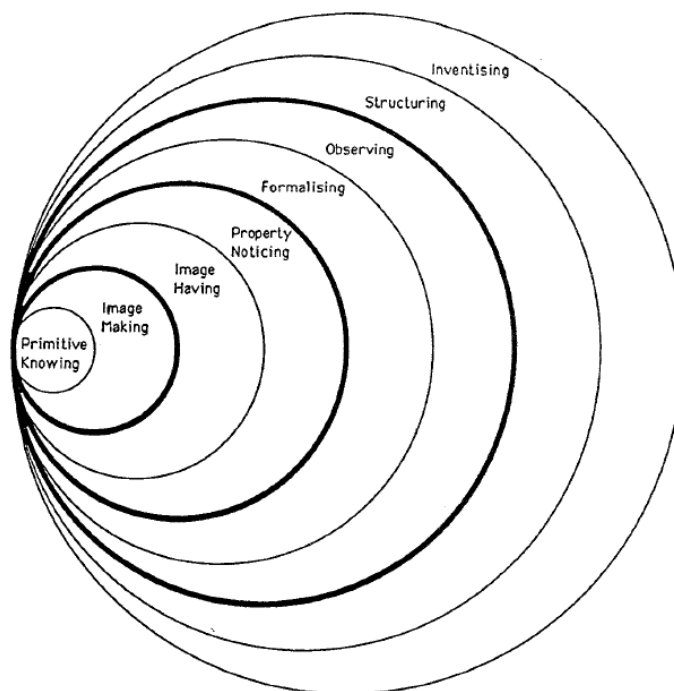 Inventising
Structuring
Observing
Formalising
Property
Noticing
Image
Having
Image
Making
Primitive
Knowing